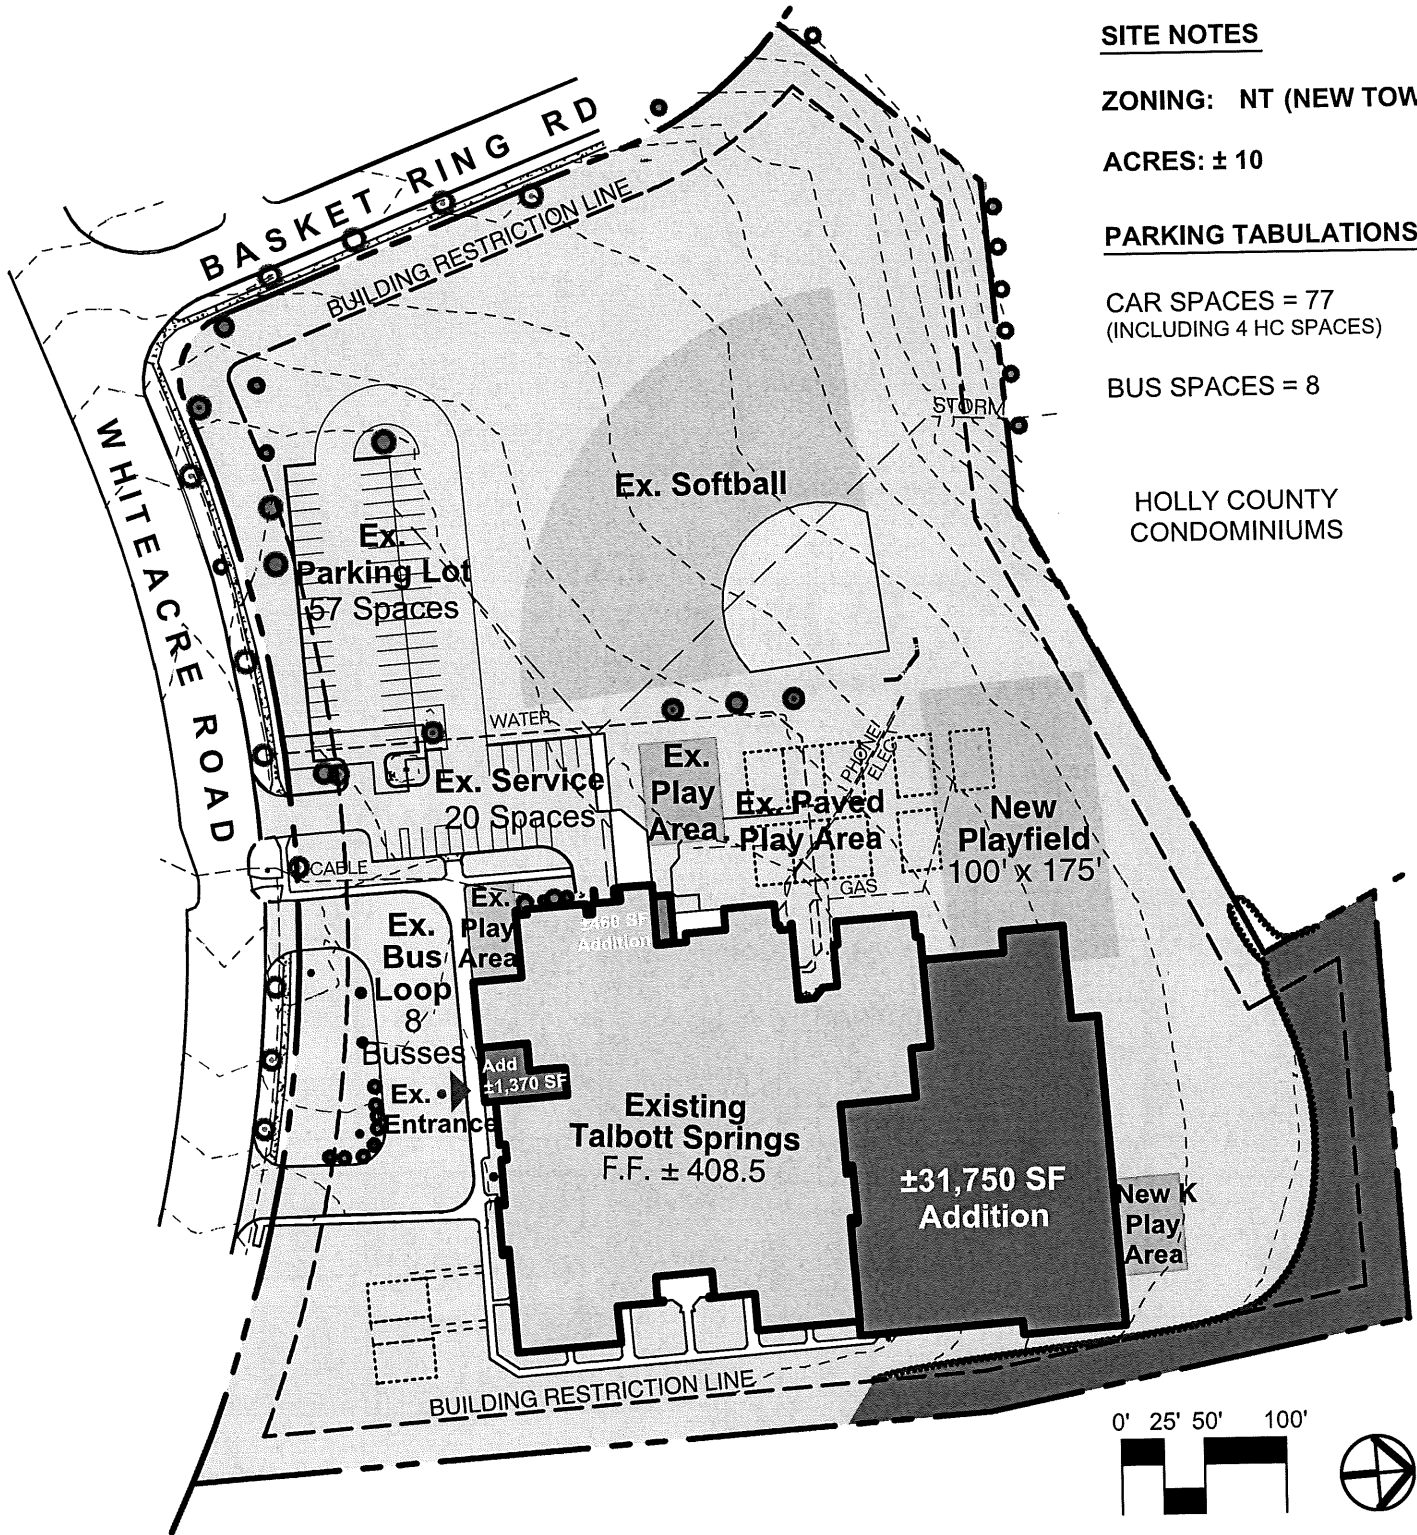 SITE NOTES
ZONING: NT (NEW TOW
ACRES: ± 10
PARKING TABULATIONS
CAR SPACES = 77
(INCLUDING 4 HC SPACES)
BUS SPACES = 8
HOLLY COUNTY
CONDOMINIUMS
BASKET RING RD
BUILDING RESTRICTION LINE
WHITEACRE ROAD
STORM
Ex. Softball
Ex.
Parking Lot
57 Spaces
WATER
Ex. Service
20 Spaces
Ex.
Play
Area
PHONE
ELECT
Ex. Paved
Play Area
New
Playfield
100' x 175'
CABLE
GAS
Ex.
Play
Area
±460 SF
Addition
Ex.
Bus
Loop
8
Busses
Ex.
Entrance
Add
±1,370 SF
Existing
Talbott Springs
F.F. ± 408.5
±31,750 SF
Addition
New K
Play
Area
BUILDING RESTRICTION LINE
0' 25' 50' 100'